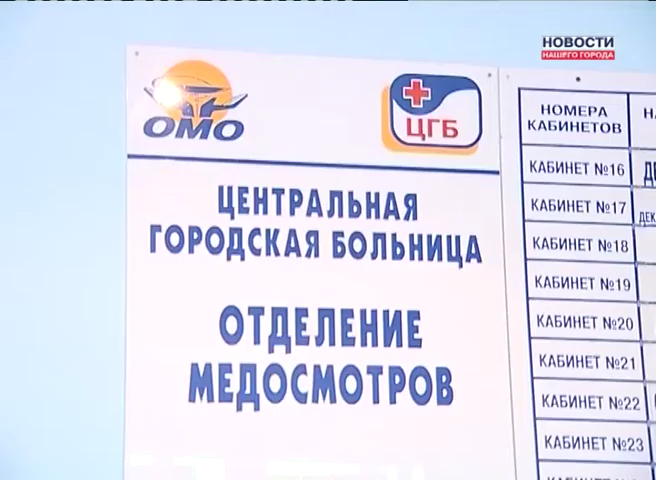 НОВОСТИ
НАШЕГО ГОРОДА
ОМО
ЦГБ
ЦЕНТРАЛЬНАЯ
ГОРОДСКАЯ БОЛЬНИЦА
ОТДЕЛЕНИЕ
МЕДОСМОТРОВ
НОМЕРА
КАБИНЕТОВ
КАБИНЕТ №16
КАБИНЕТ №17
КАБИНЕТ №18
КАБИНЕТ №19
КАБИНЕТ №20
КАБИНЕТ №21
КАБИНЕТ №22
КАБИНЕТ №23